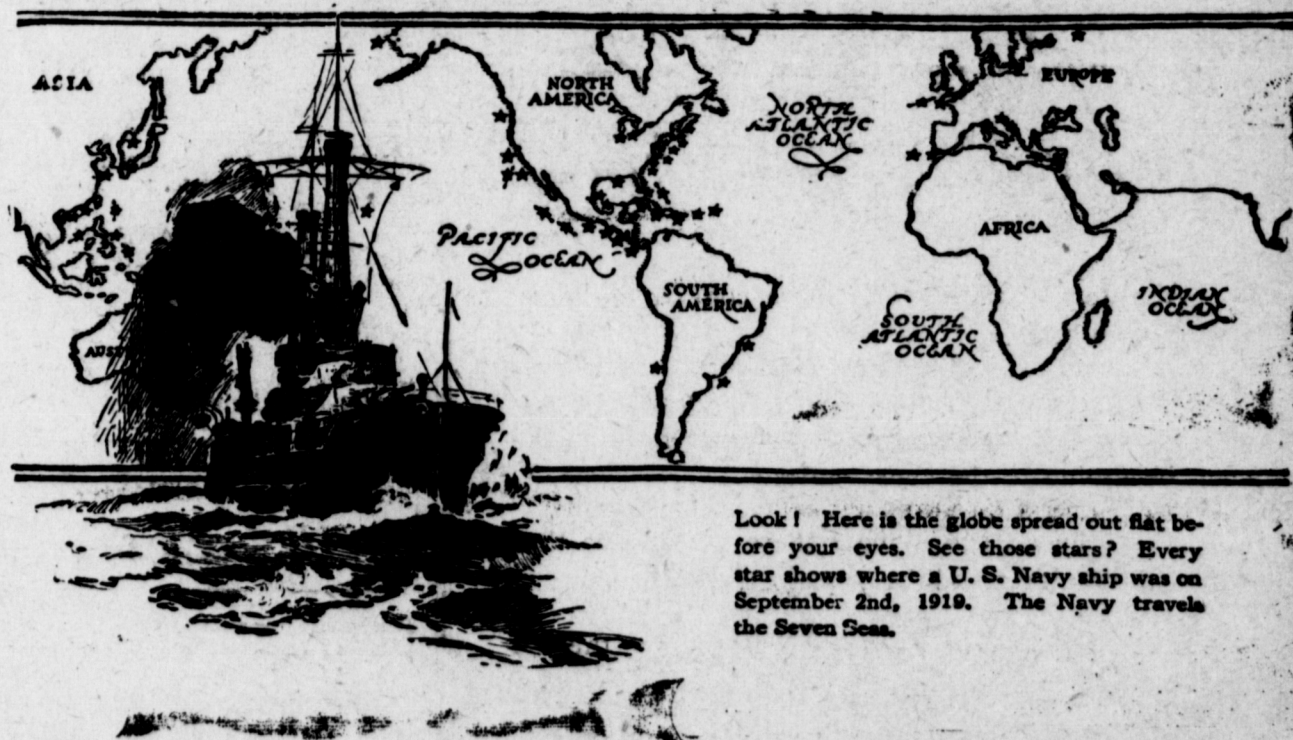 ASIA
NORTH
AMERICA
NORTH
ATLANTIC
OCEAN
EUROPE
PACIFIC
OCEAN
AFRICA
SOUTH
AMERICA
SOUTH
ATLANTIC
OCEAN
INDIAN
OCEAN
AUST
Look! Here is the globe spread out flat be-
fore your eyes. See those stars? Every
star shows where a U. S. Navy ship was on
September 2nd, 1919. The Navy travels
the Seven Seas.